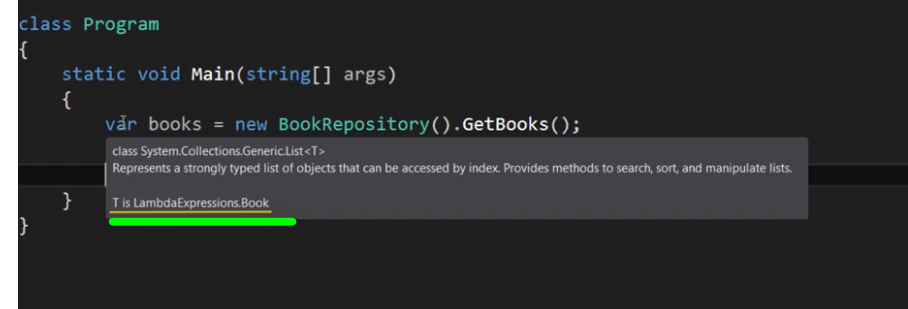 class Program
{
static void Main(string[] args)
{
var books = new BookRepository().GetBooks();
class System.Collections.Generic.List<T>
Represents a strongly typed list of objects that can be accessed by index. Provides methods to search, sort, and manipulate lists.
T is LambdaExpressions.Book
}
}